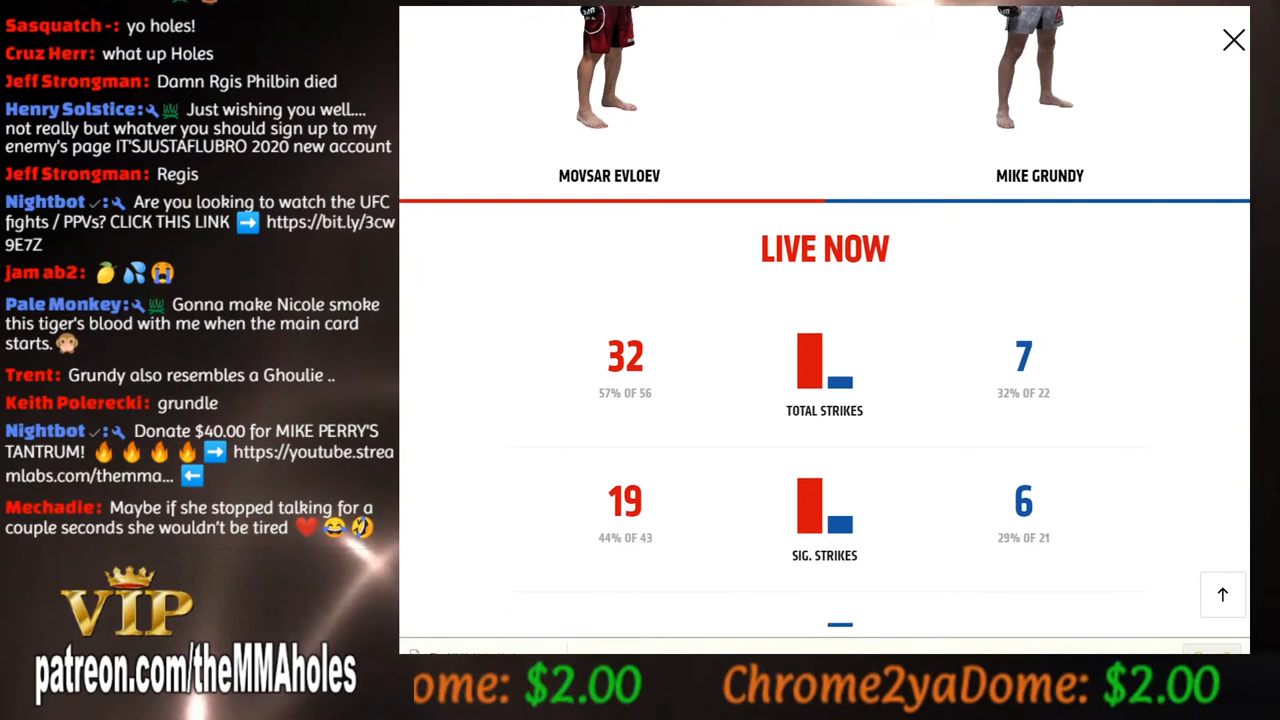 Sasquatch -: yo holes!
Cruz Herr: what up Holes
Jeff Strongman: Damn Rgis Philbin died
Henry Solstice: Just wishing you well....
not really but whatver you should sign up to my
enemy's page IT'SJUSTAFLUBRO 2020 new account
Jeff Strongman: Regis
Nightbot ✓: Are you looking to watch the UFC
fights / PPVs? CLICK THIS LINK ➡ https://bit.ly/3cw
9E7Z
jam ab2: 🍋 💦 😭
Pale Monkey: Gonna make Nicole smoke
this tiger's blood with me when the main card
starts. 🐵
Trent: Grundy also resembles a Ghoulie ..
Keith Polerecki: grundle
Nightbot ✓: Donate $40.00 for MIKE PERRY'S
TANTRUM! 🔥 🔥 🔥 🔥 ➡ https://youtube.strea
mlabs.com/themma... ⬅
Mechadie: Maybe if she stopped talking for a
couple seconds she wouldn't be tired ❤ 😂 🤣
VIP
patreon.com/theMMAholes
MOVSAR EVLOEV
MIKE GRUNDY
LIVE NOW
32
57% OF 56
TOTAL STRIKES
7
32% OF 22
19
44% OF 43
SIG. STRIKES
6
29% OF 21
ome: $2.00 Chrome2yaDome: $2.00